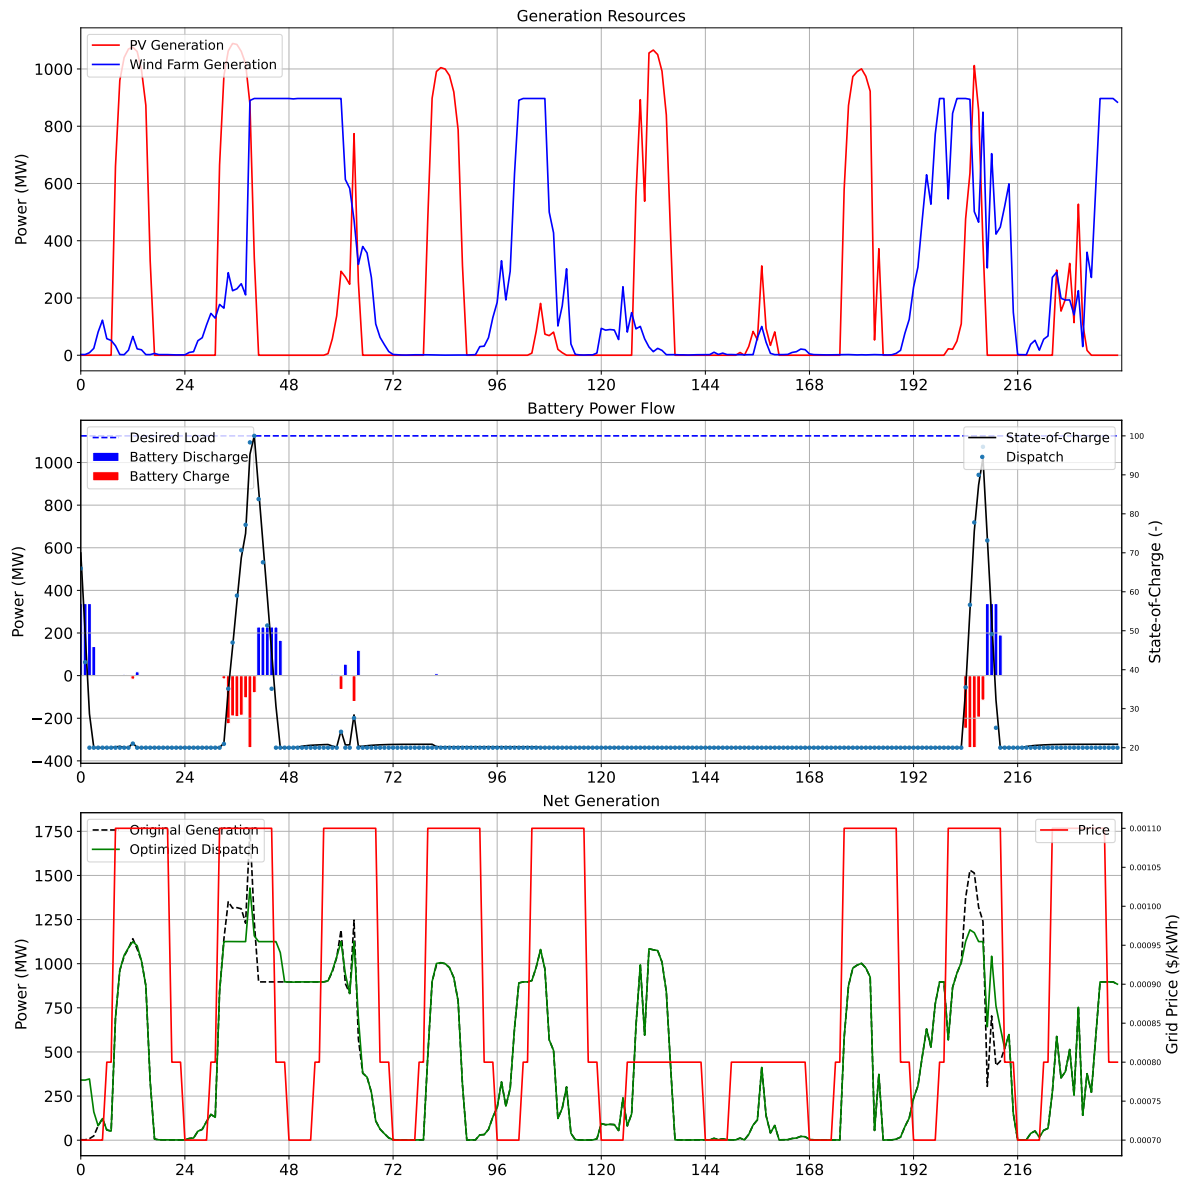 Generation Resources
PV Generation
Wind Farm Generation
Power (MW)
1000
800
600
400
200
0
0 24 48 72 96 120 144 168 192 216
Battery Power Flow
Desired Load
Battery Discharge
Battery Charge
State-of-Charge
Dispatch
Power (MW)
1000
800
600
400
200
0
−200
−400
100
90
80
70
60
50
40
30
20
State-of-Charge (-)
0 24 48 72 96 120 144 168 192 216
Net Generation
Original Generation
Optimized Dispatch
Price
Power (MW)
1750
1500
1250
1000
750
500
250
0
0.00110
0.00105
0.00100
0.00095
0.00090
0.00085
0.00080
0.00075
0.00070
Grid Price ($/kWh)
0 24 48 72 96 120 144 168 192 216